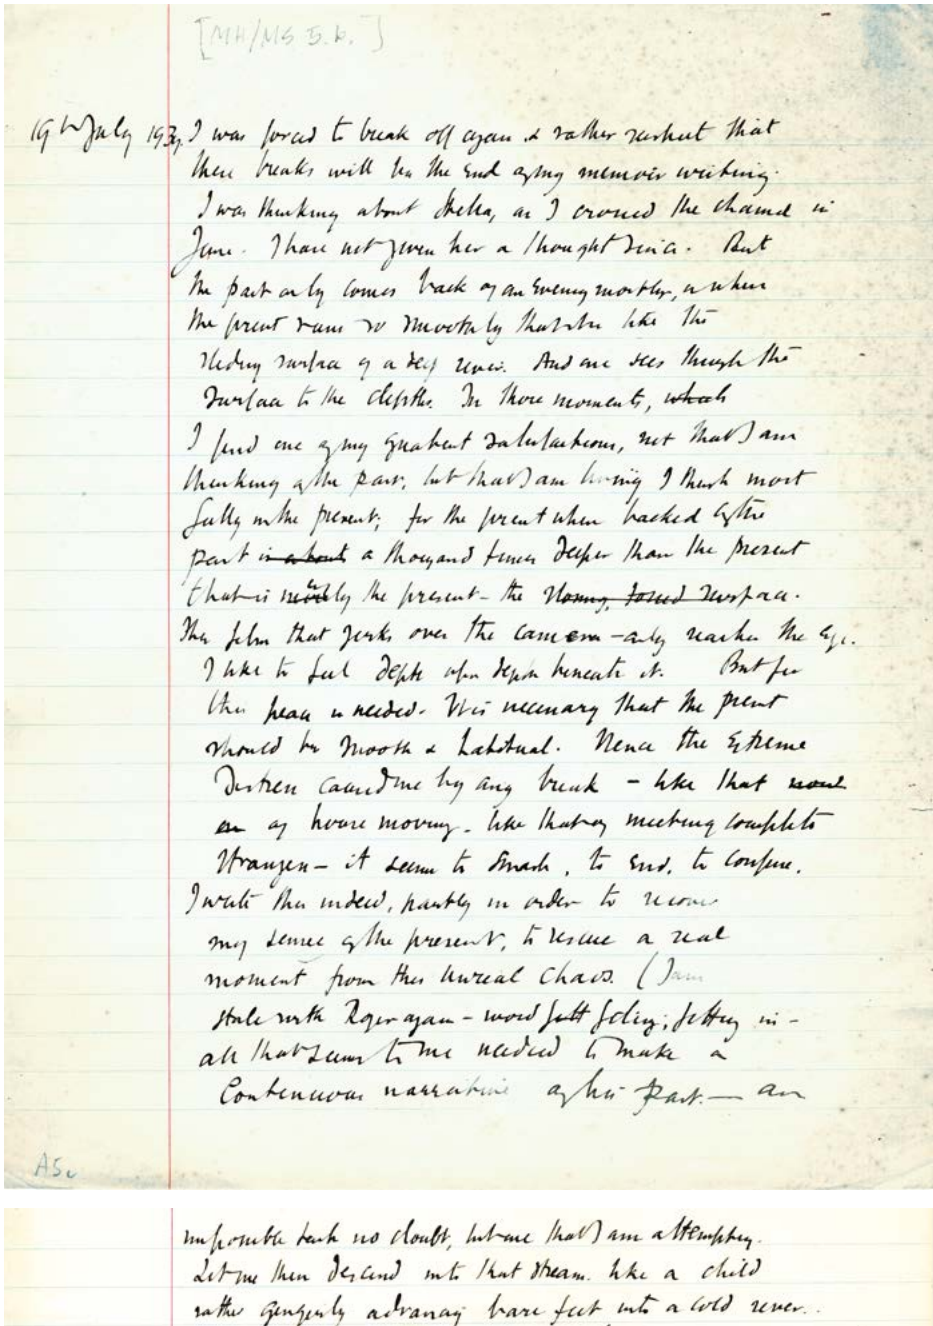 [MH/MS 5.b.]
19th July 1939. I was forced to break off again & rather suspect that
these breaks will be the end of my memoir writing.
I was thinking about Stella, as I crossed the channel in
June. I have not given her a thought since. But
the past only comes back of an evening mostly, or when
the present runs so smoothly that it is like the
sliding surface of a deep river. And one sees through the
surface to the depths. In those moments, which
I find one of my greatest satisfactions, not that I am
thinking of the past; but that I am living I think most
fully in the present; for the present when backed by the
past is a thousand times deeper than the present
that is merely the present - the surface.
The film that jerks over the camera - only reaches the eye.
I like to feel depth upon depth beneath it. But for
this peace is needed. It is necessary that the present
should be smooth & habitual. Hence the extreme
Distress caused me by any break - like that
of house moving. like that of meeting complete
strangers - it seems to smash, to end, to confuse.
I write this indeed, partly in order to recover
my sense of the present, to rescue a real
moment from this unreal chaos. (I am
stale with Roger again - word fitting in -
all that seems to me needed to make a
Continuous narrative of his past. — an
A5.
impossible task no doubt, but one that I am attempting.
Let me then descend into that stream. like a child
rather gingerly advancing bare feet into a cold river..